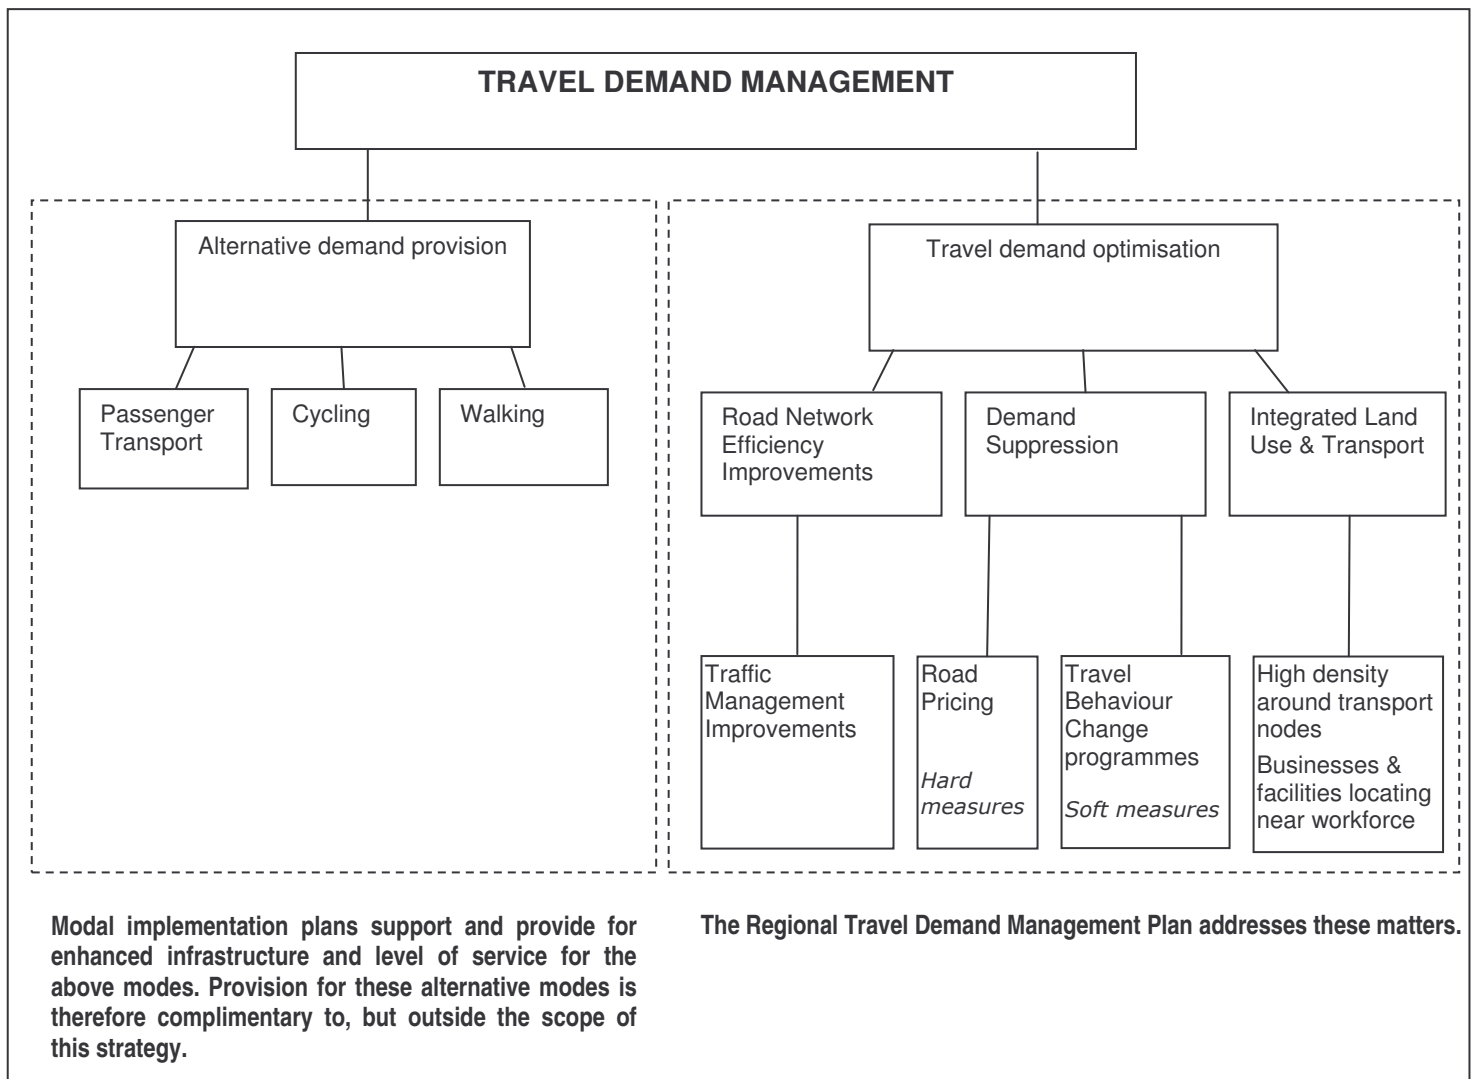 TRAVEL DEMAND MANAGEMENT
Alternative demand provision
Travel demand optimisation
Passenger
Transport
Cycling
Walking
Road Network
Efficiency
Improvements
Demand
Suppression
Integrated Land
Use & Transport
Traffic
Management
Improvements
Road
Pricing
Hard
measures
Travel
Behaviour
Change
programmes
Soft measures
High density
around transport
nodes
Businesses &
facilities locating
near workforce
Modal implementation plans support and provide for
enhanced infrastructure and level of service for the
above modes. Provision for these alternative modes is
therefore complimentary to, but outside the scope of
this strategy.
The Regional Travel Demand Management Plan addresses these matters.